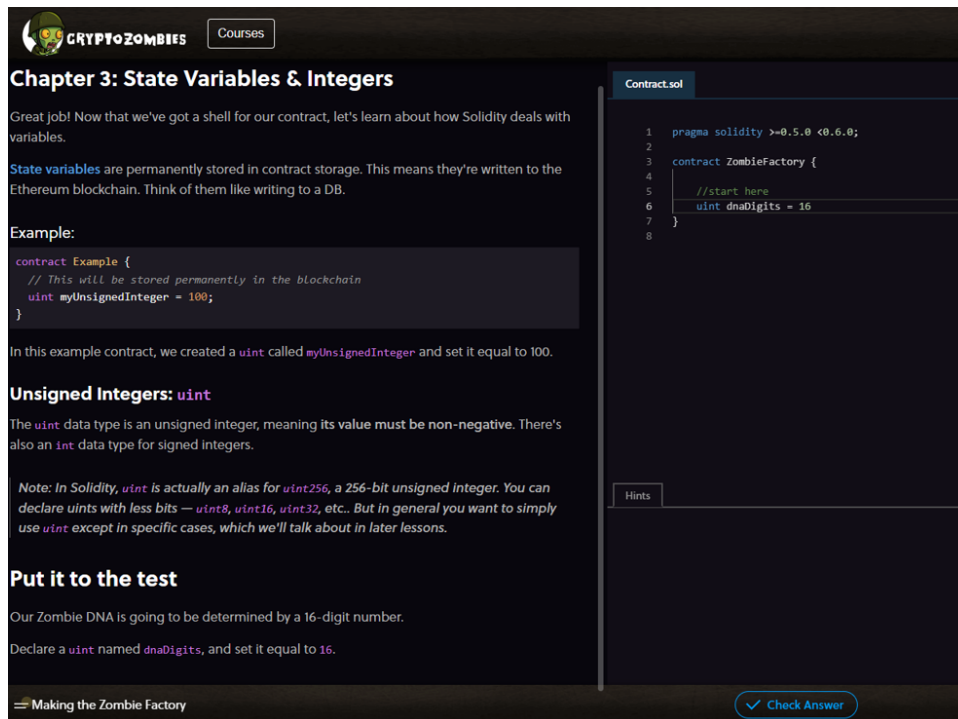 CRYPTOZOMBIES
Courses
Chapter 3: State Variables & Integers
Great job! Now that we've got a shell for our contract, let's learn about how Solidity deals with
variables.
State variables are permanently stored in contract storage. This means they're written to the
Ethereum blockchain. Think of them like writing to a DB.
Example:
contract Example {
// This will be stored permanently in the blockchain
uint myUnsignedInteger = 100;
}
In this example contract, we created a uint called myUnsignedInteger and set it equal to 100.
Unsigned Integers: uint
The uint data type is an unsigned integer, meaning its value must be non-negative. There's
also an int data type for signed integers.
Note: In Solidity, uint is actually an alias for uint256, a 256-bit unsigned integer. You can
declare uints with less bits — uint8, uint16, uint32, etc.. But in general you want to simply
use uint except in specific cases, which we'll talk about in later lessons.
Put it to the test
Our Zombie DNA is going to be determined by a 16-digit number.
Declare a uint named dnaDigits, and set it equal to 16.
Contract.sol
1 pragma solidity >=0.5.0 <0.6.0;
2
3 contract ZombieFactory {
4
5 //start here
6 uint dnaDigits = 16
7 }
8
Hints
Making the Zombie Factory
Check Answer